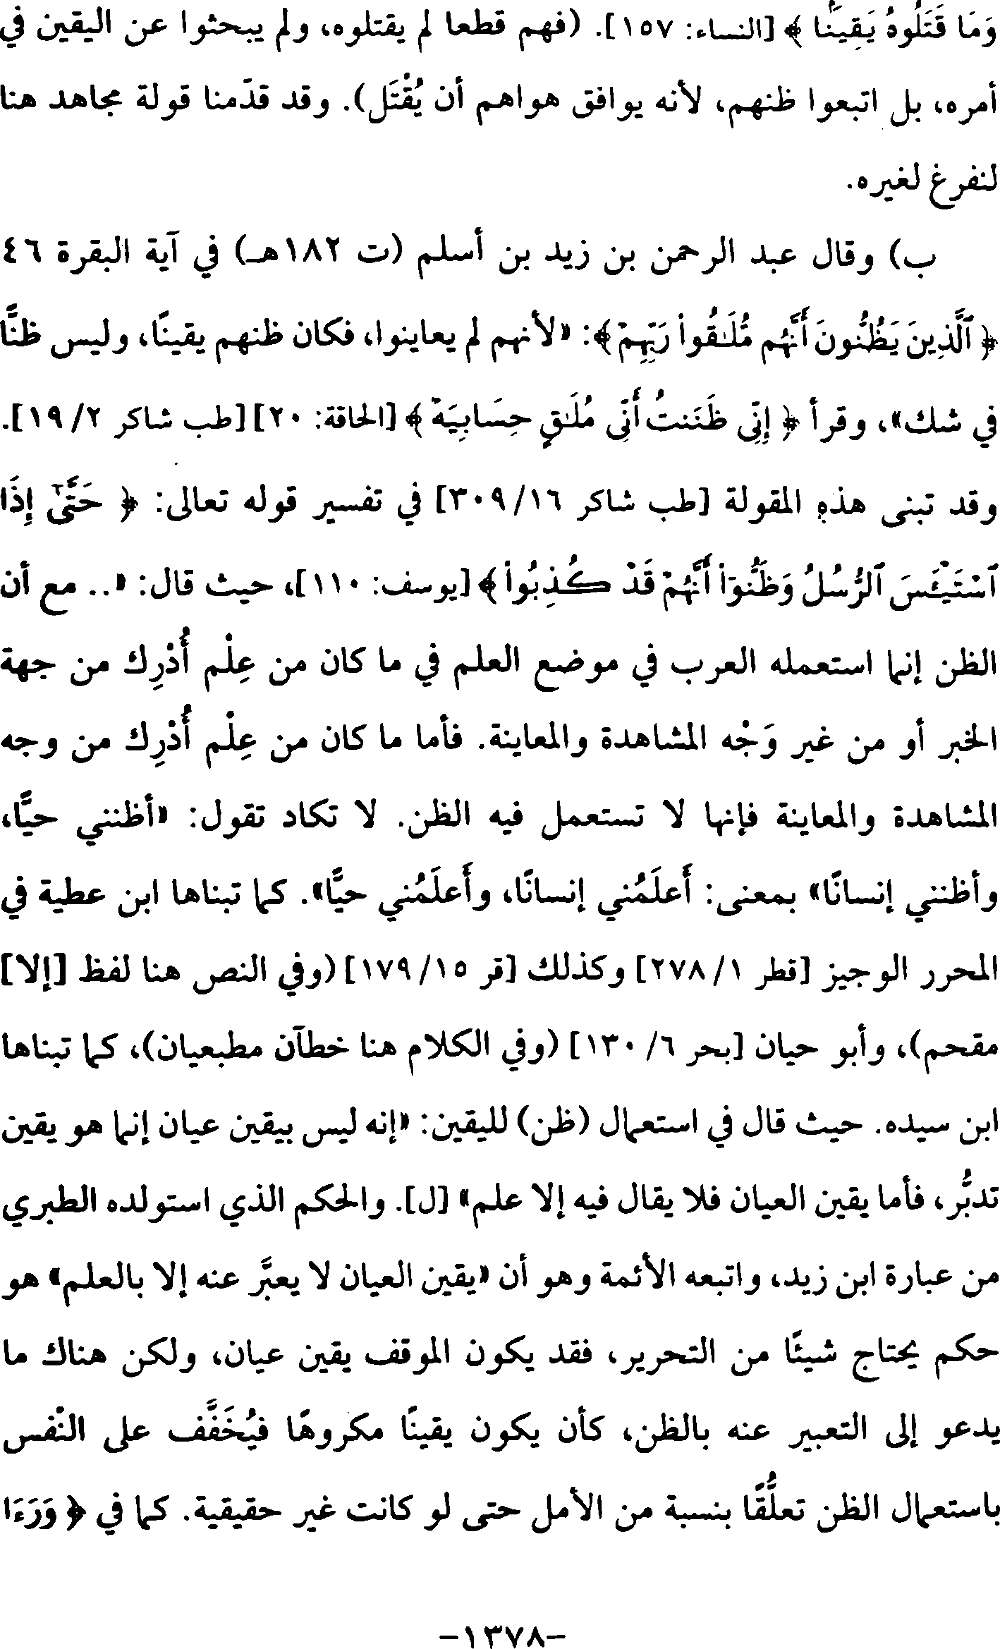 وَمَا قَتَلُوهُ يَقِينًۢا ﴾ [النساء: ١٥٧]. (فهم قطعا لم يقتلوه، ولم يبحثوا عن اليقين في
أمره، بل اتبعوا ظنهم، لأنه يوافق هواهم أن يُقْتَل). وقد قدّمنا قولة مجاهد هنا
لنفرغ لغيره.
ب) وقال عبد الرحمن بن زيد بن أسلم (ت ١٨٢هـ) في آية البقرة ٤٦
﴿ ٱلَّذِينَ يَظُنُّونَ أَنَّهُم مُّلَـٰقُوا۟ رَبِّهِمْ ﴾: «لأنهم لم يعاينوا، فكان ظنهم يقينًا، وليس ظنًّا
في شك»، وقرأ ﴿ إِنِّى ظَنَنتُ أَنِّى مُلَـٰقٍ حِسَابِيَهْ ﴾ [الحاقة: ٢٠] [طب شاكر ٢/ ١٩].
وقد تبنى هذه المقولة [طب شاكر ١٦/ ٣٠٩] في تفسير قوله تعالى: ﴿ حَتَّىٰٓ إِذَا
ٱسْتَيْـَٔسَ ٱلرُّسُلُ وَظَنُّوٓا۟ أَنَّهُمْ قَدْ كُذِبُوا۟ ﴾ [يوسف: ١١٠]، حيث قال: «.. مع أن
الظن إنما استعمله العرب في موضع العلم في ما كان من عِلْم أُدْرِك من جهة
الخبر أو من غير وَجْه المشاهدة والمعاينة. فأما ما كان من عِلْم أُدْرِك من وجه
المشاهدة والمعاينة فإنها لا تستعمل فيه الظن. لا تكاد تقول: «أظنني حيًّا،
وأظنني إنسانًا» بمعنى: أَعلَمُني إنسانًا، وأَعلَمُني حيًّا». كما تبناها ابن عطية في
المحرر الوجيز [قطر ١/ ٢٧٨] وكذلك [قر ١٥/ ١٧٩] (وفي النص هنا لفظ [إلا]
مقحم)، وأبو حيان [بحر ٦/ ١٣٠] (وفي الكلام هنا خطآن مطبعيان)، كما تبناها
ابن سيده. حيث قال في استعمال (ظن) لليقين: «إنه ليس بيقين عيان إنما هو يقين
تدبُّر، فأما يقين العيان فلا يقال فيه إلا علم» [ل]. والحكم الذي استولده الطبري
من عبارة ابن زيد، واتبعه الأئمة وهو أن «يقين العيان لا يعبَّر عنه إلا بالعلم» هو
حكم يحتاج شيئًا من التحرير، فقد يكون الموقف يقين عيان، ولكن هناك ما
يدعو إلى التعبير عنه بالظن، كأن يكون يقينًا مكروهًا فيُخَفَّف على النّفس
باستعمال الظن تعلُّقًا بنسبة من الأمل حتى لو كانت غير حقيقية. كما في ﴿ وَرَءَا
-١٣٧٨-